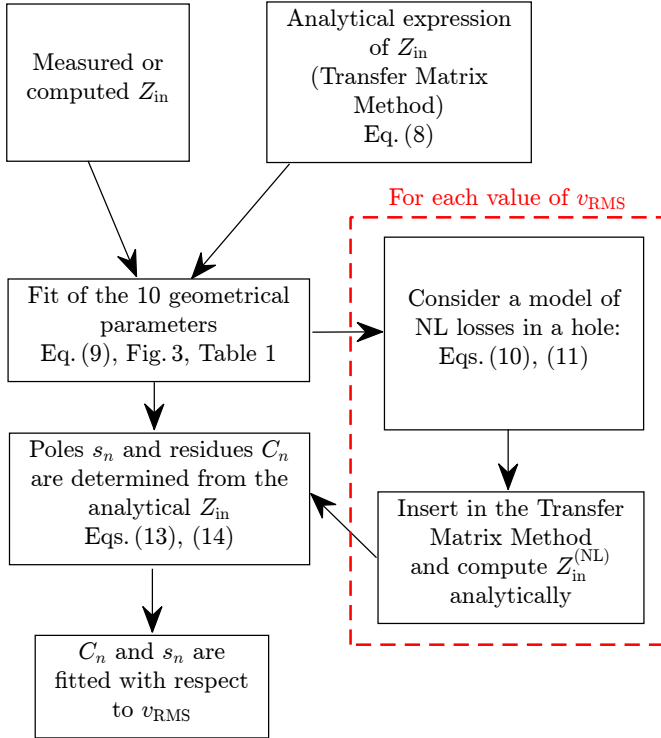 Measured or
computed Z_in
Analytical expression
of Z_in
(Transfer Matrix
Method)
Eq. (8)
For each value of v_RMS
Fit of the 10 geometrical
parameters
Eq. (9), Fig. 3, Table 1
Consider a model of
NL losses in a hole:
Eqs. (10), (11)
Poles s_n and residues C_n
are determined from the
analytical Z_in
Eqs. (13), (14)
Insert in the Transfer
Matrix Method
and compute Z_in^(NL)
analytically
C_n and s_n are
fitted with respect
to v_RMS